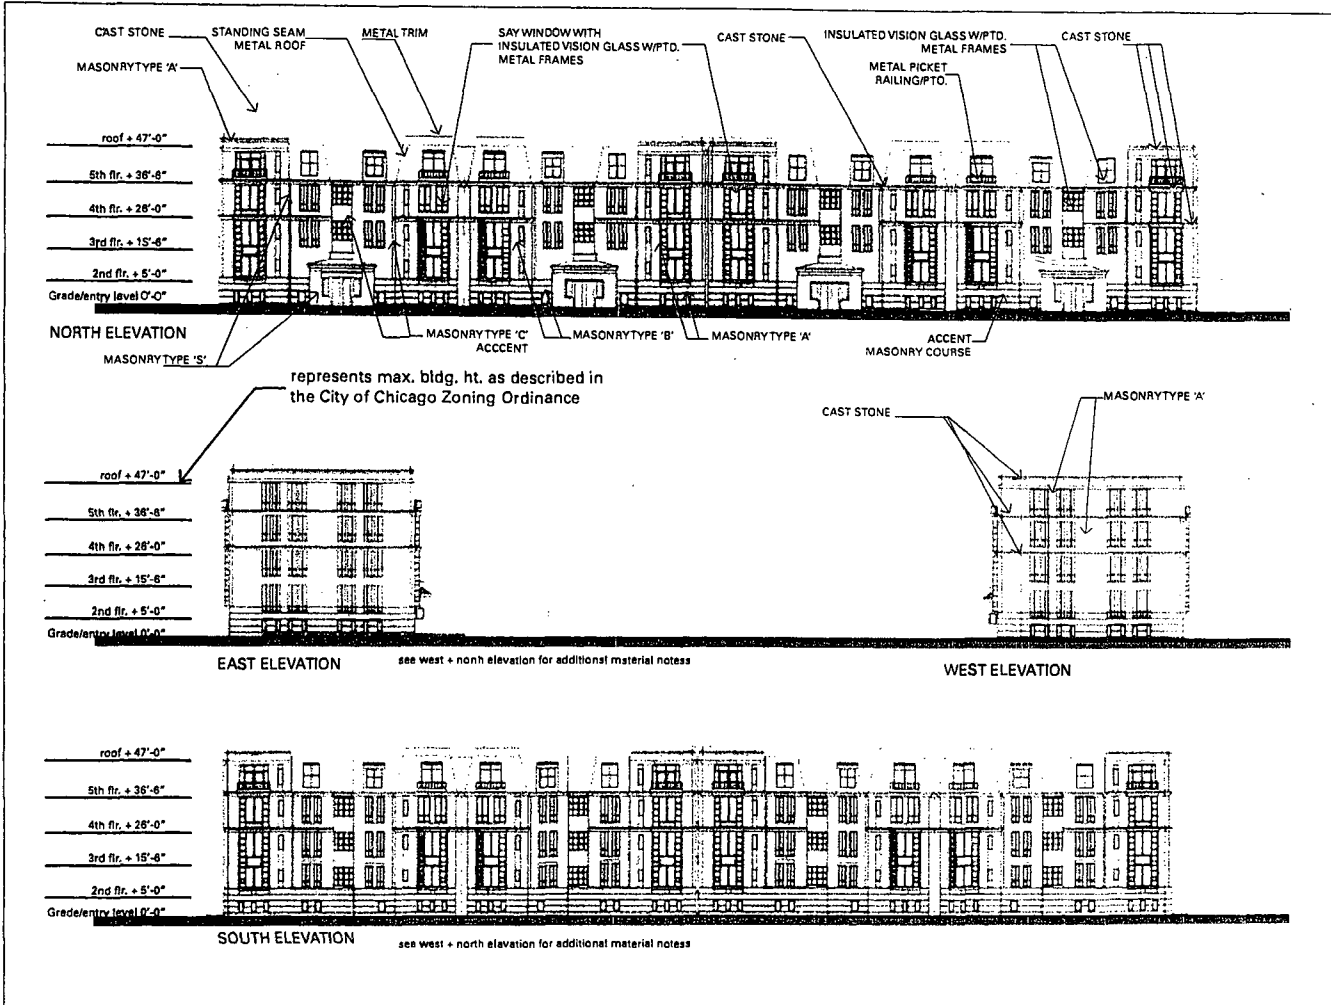 CAST STONE
STANDING SEAM
METAL ROOF
METAL TRIM
SAY WINDOW WITH
INSULATED VISION GLASS W/PTD.
METAL FRAMES
CAST STONE
INSULATED VISION GLASS W/PTD.
METAL FRAMES
CAST STONE
MASONRY TYPE 'A'
METAL PICKET
RAILING/PTO.
roof + 47'-0"
5th flr. + 36'-6"
4th flr. + 26'-0"
3rd flr. + 15'-6"
2nd flr. + 5'-0"
Grade/entry level 0'-0"
NORTH ELEVATION
MASONRY TYPE 'S'
MASONRY TYPE 'C'
ACCCENT
MASONRY TYPE 'B'
MASONRY TYPE 'A'
ACCENT
MASONRY COURSE
represents max. bldg. ht. as described in
the City of Chicago Zoning Ordinance
CAST STONE
MASONRY TYPE 'A'
roof + 47'-0"
5th flr. + 36'-6"
4th flr. + 26'-0"
3rd flr. + 15'-6"
2nd flr. + 5'-0"
Grade/entry level 0'-0"
EAST ELEVATION
see west + nonh elevation for additional material notess
WEST ELEVATION
roof + 47'-0"
5th flr. + 36'-6"
4th flr. + 26'-0"
3rd flr. + 15'-6"
2nd flr. + 5'-0"
Grade/entry level 0'-0"
SOUTH ELEVATION
see west + north elevation for additional material notess